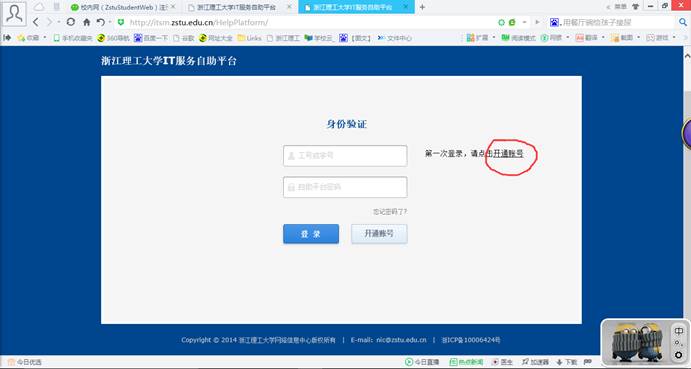 校内网 ( ZstuStudentWeb ) 注
浙江理工大学IT服务自助平台
浙江理工大学IT服务自助平台
http://itsm.zstu.edu.cn/HelpPlatform/
用餐厅碗给孩子接尿
菜单
收藏
手机收藏夹
360导航
百度一下
谷歌
网址大全
Links
浙江理工
学校云_
【图文】
文件中心
扩展
阅读模式
网银
翻译
截图
游戏
浙江理工大学IT服务自助平台
身份验证
工号或学号
第一次登录，请点击开通账号
自助平台密码
忘记密码了?
登 录
开通账号
Copyright © 2014 浙江理工大学网络信息中心版权所有 | E-mail: nic@zstu.edu.cn | 浙ICP备10006424号
中
今日优选
今日直播
热点新闻
医生
加速器
下载